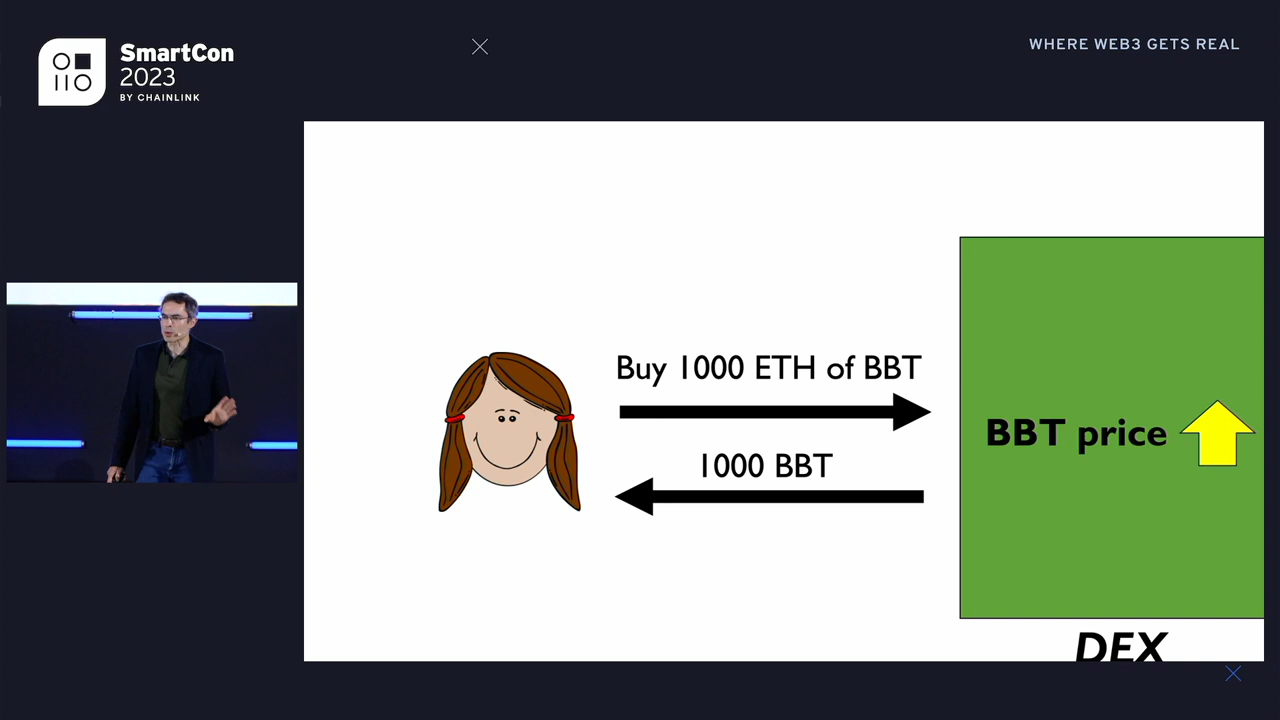 SmartCon
2023
BY CHAINLINK
WHERE WEB3 GETS REAL
Buy 1000 ETH of BBT
1000 BBT
BBT price
DEX